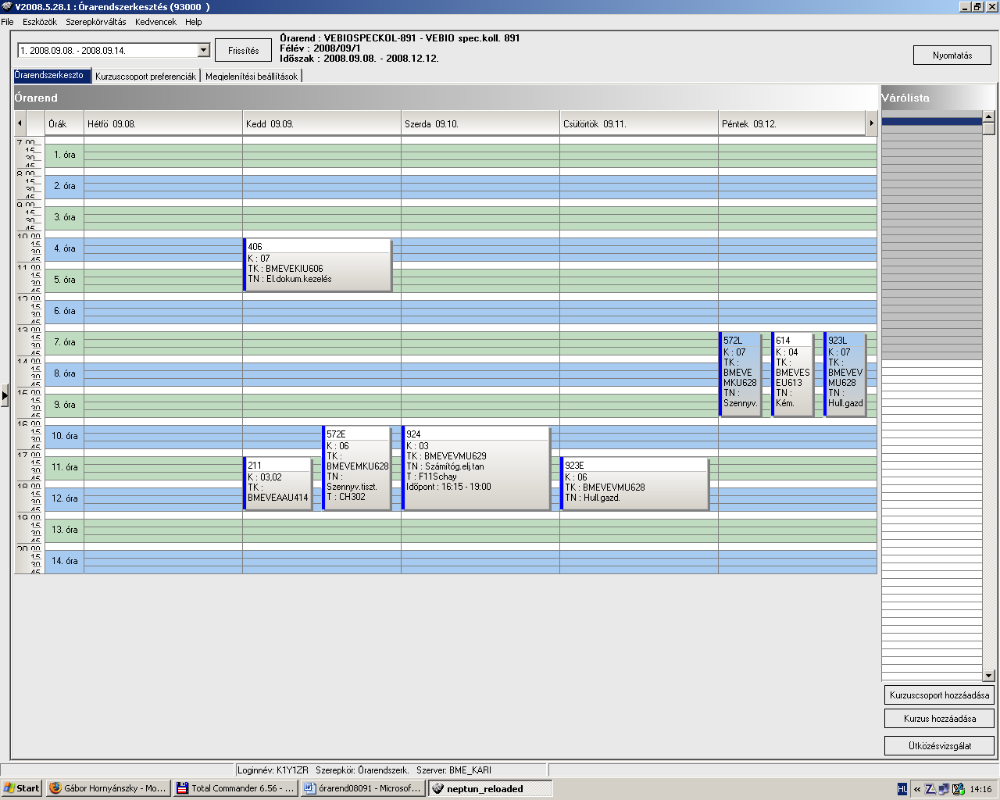 V2008.5.28.1 : Órarendszerkesztés (93000 )
File Eszközök Szerepkörváltás Kedvencek Help
1. 2008.09.08. - 2008.09.14.
Frissítés
Órarend : VEBIOSPECKOL-891 - VEBIO spec.koll. 891
Félév : 2008/09/1
Időszak : 2008.09.08. - 2008.12.12.
Nyomtatás
Órarendszerkeszto Kurzuscsoport preferenciák Megjelenítési beállítások
Órarend
Várólista
Órák Hétfő 09.08. Kedd 09.09. Szerda 09.10. Csütörtök 09.11. Péntek 09.12.
7 00
15
30
45
1. óra
8 00
15
30
45
2. óra
9 00
15
30
45
3. óra
10 00
15
30
45
4. óra
11 00
15
30
45
5. óra
12 00
15
30
45
6. óra
13 00
15
30
45
7. óra
14 00
15
30
45
8. óra
15 00
15
30
45
9. óra
16 00
15
30
45
10. óra
17 00
15
30
45
11. óra
18 00
15
30
45
12. óra
19 00
15
30
45
13. óra
20 00
15
30
45
14. óra
406
K : 07
TK : BMEVEKIU606
TN : El.dokum.kezelés
211
K : 03,02
TK :
BMEVEAAU414
572E
K : 06
TK :
BMEVEMKU628
TN :
Szennyv.tiszt.
T : CH302
924
K : 03
TK : BMEVEVMU629
TN : Számítóg.elj.tan
T : F11Schay
Időpont : 16:15 - 19:00
923E
K : 06
TK : BMEVEVMU628
TN : Hull.gazd.
572L
K : 07
TK :
BMEVE
MKU628
TN :
Szennyv.
614
K : 04
TK :
BMEVES
EU613
TN :
Kém.
923L
K : 07
TK :
BMEVEV
MU628
TN :
Hull.gazd
Kurzuscsoport hozzáadása
Kurzus hozzáadása
Ütközésvizsgálat
Loginnév: K1Y1ZR Szerepkör: Órarendszerk. Szerver: BME_KARI
Start Gábor Hornyánszky - Mo... Total Commander 6.56 - ... órarend08091 - Microsof... neptun_reloaded HU « 14:16